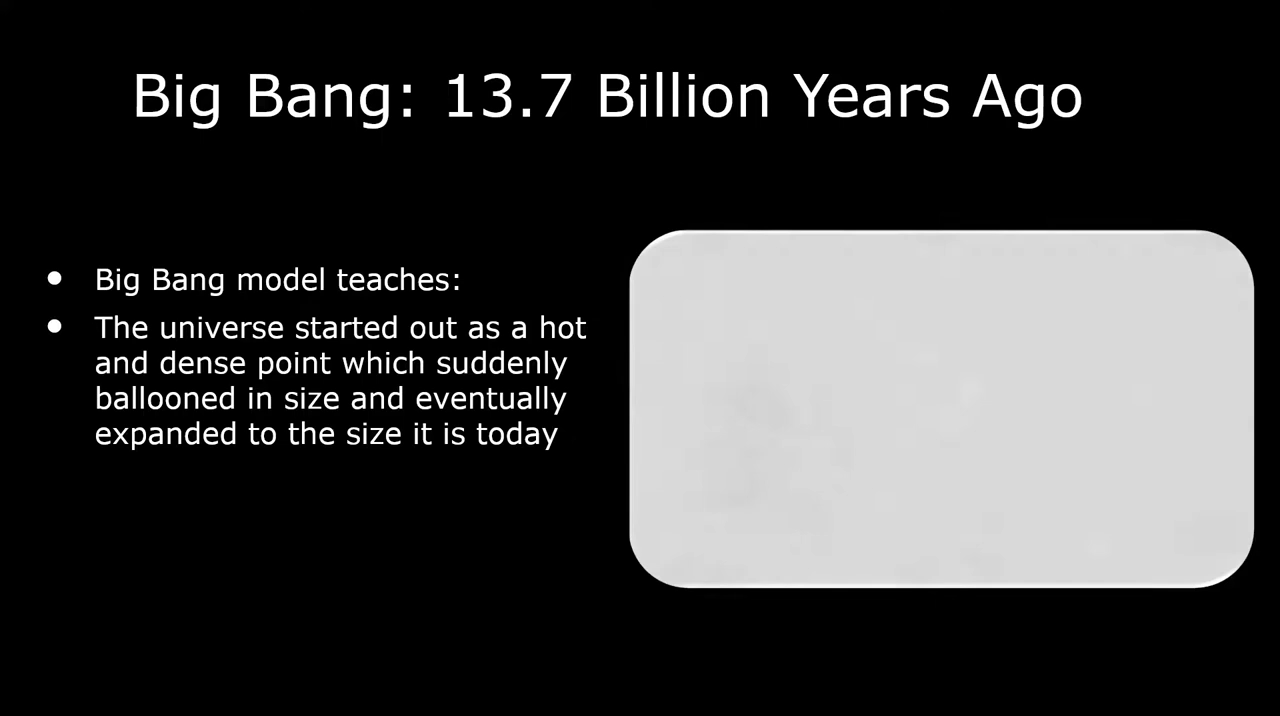 Big Bang: 13.7 Billion Years Ago
• Big Bang model teaches:
• The universe started out as a hot
and dense point which suddenly
ballooned in size and eventually
expanded to the size it is today